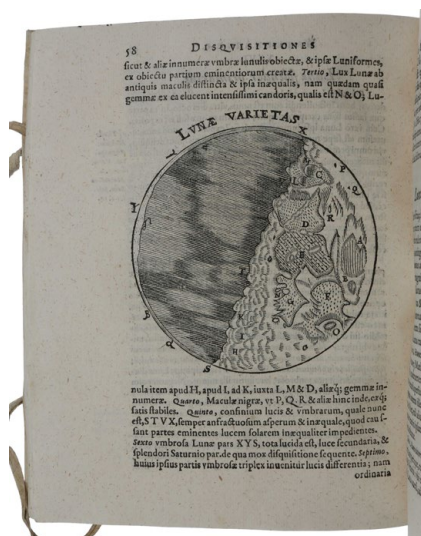 58 DISQVISITIONES
ſicut & aliæ innumeræ vmbræ lunulis obiectæ, & ipſæ Luniformes,
ex obiectu partium eminentiorum creatæ. Tertio, Lux Lunæ ab
antiquis maculis diſtincta & ipſa inæqualis, nam quædam quaſi
gemmæ ex ea elucent intenſiſſimi candoris, qualis eſt N & O; Lu-
LVNÆ VARIETAS
X
L
C
P
Q
R
D
A
E
T
G
F
I
H
O
S
nula item apud H, apud I, ad K, iuxta L, M & D, aliæq; gemmæ in-
numeræ. Quarto, Maculæ nigræ, vt P, Q, R & aliæ hinc inde, eæq;
ſatis ſtabiles. Quinto, confinium lucis & vmbrarum, quale nunc
eſt, S T V X, ſemper anfractuoſum aſperum & inæquale, quod cau-
ſant partes eminentes lucem ſolarem inæqualiter impedientes.
Sexto vmbroſa Lunæ pars XYS, tota lucida eſt, luce ſecundaria, &
ſplendori Saturnio par. de qua mox diſquiſitione ſequente. Septimo,
huius ipſius partis vmbroſæ triplex inuenitur lucis differentia; nam
ordinaria